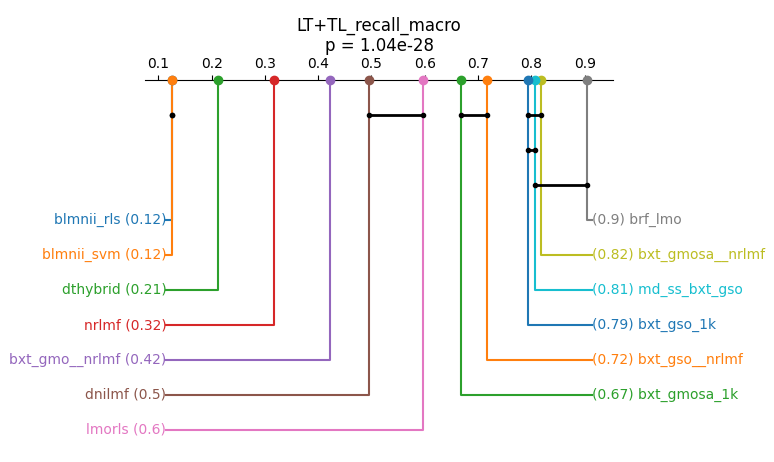 LT+TL_recall_macro
p = 1.04e-28
0.1 0.2 0.3 0.4 0.5 0.6 0.7 0.8 0.9
blmnii_rls (0.12) (0.9) brf_lmo
blmnii_svm (0.12) (0.82) bxt_gmosa__nrlmf
dthybrid (0.21) (0.81) md_ss_bxt_gso
nrlmf (0.32) (0.79) bxt_gso_1k
bxt_gmo__nrlmf (0.42) (0.72) bxt_gso__nrlmf
dnilmf (0.5) (0.67) bxt_gmosa_1k
lmorls (0.6)